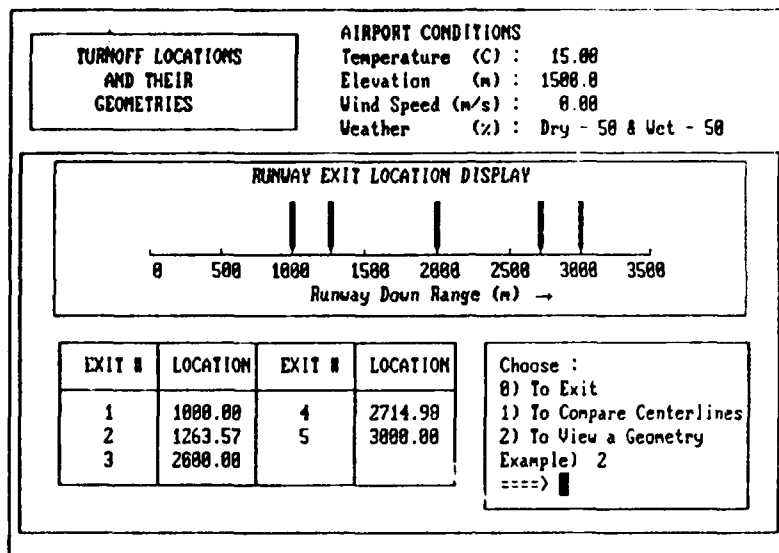 TURNOFF LOCATIONS
AND THEIR
GEOMETRIES
AIRPORT CONDITIONS
Temperature (C) : 15.00
Elevation (m) : 1500.0
Wind Speed (m/s) : 0.00
Weather (%) : Dry - 50 & Wet - 50
RUNWAY EXIT LOCATION DISPLAY
0 500 1000 1500 2000 2500 3000 3500
Runway Down Range (m) →
EXIT # LOCATION EXIT # LOCATION
1 1000.00 4 2714.90
2 1263.57 5 3000.00
3 2000.00
Choose :
0) To Exit
1) To Compare Centerlines
2) To View a Geometry
Example) 2
====>